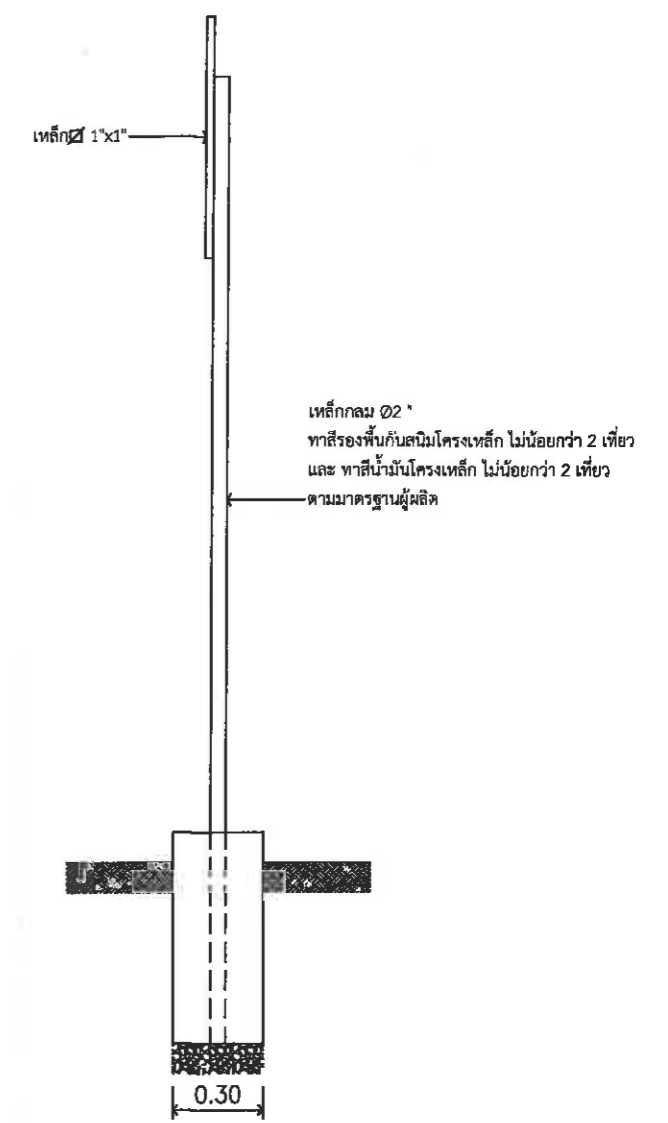 เหล็ก⌀ 1"x1"
เหล็กกลม Ø2 "
ทาสีรองพื้นกันสนิมโครงเหล็ก ไม่น้อยกว่า 2 เที่ยว
และ ทาสีน้ำมันโครงเหล็ก ไม่น้อยกว่า 2 เที่ยว
ตามมาตรฐานผู้ผลิต
0.30